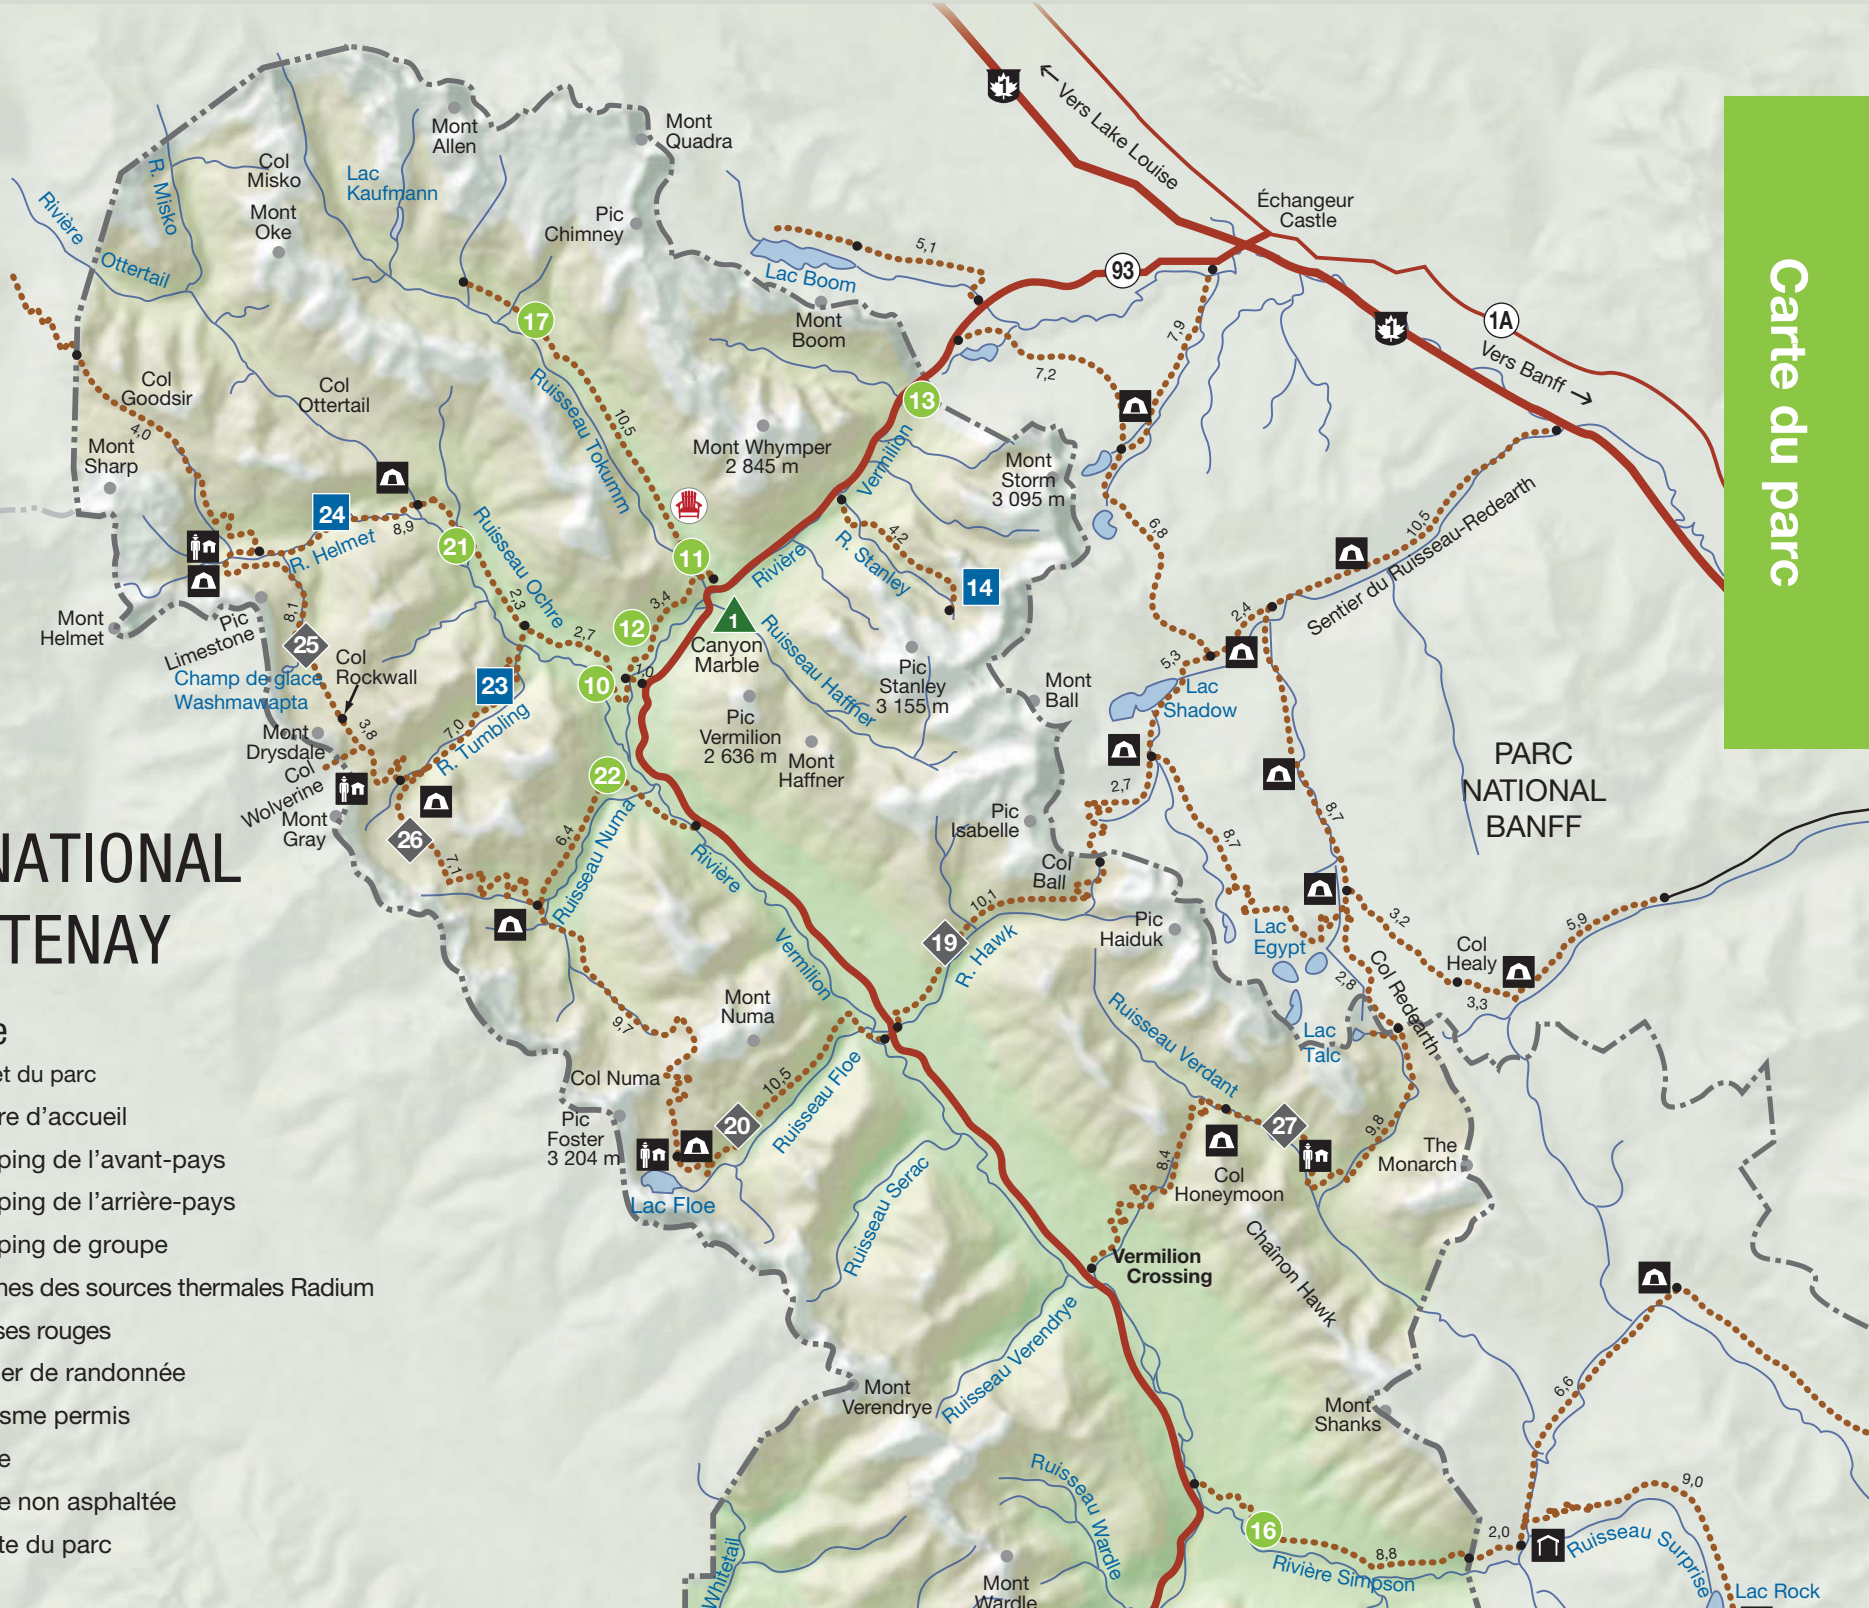 Carte du parc
1
Vers Lake Louise
Échangeur
Castle
93
1
1A
Vers Banff
Mont
Allen
Mont
Quadra
Col
Misko
R. Misko
Lac
Kaufmann
Mont
Oke
Rivière
Ottertail
Pic
Chimney
5,1
Lac Boom
Mont
Boom
17
7,9
7,2
13
Col
Goodsir
Col
Ottertail
4,0
Ruisseau Tokumm
10,5
Mont Whymper
2 845 m
Vermilion
Mont
Storm
3 095 m
Mont
Sharp
24
8,9
R. Helmet
21
Ruisseau Ochre
11
Rivière
4,2
R. Stanley
14
6,8
10,5
Sentier du Ruisseau-Redearth
2,4
Mont
Helmet
Pic
Limestone
8,1
25
2,3
2,7
12
3,4
1
Canyon
Marble
Ruisseau Haffner
Pic
Stanley
3 155 m
Mont
Ball
5,3
Lac
Shadow
Champ de glace
Washmawapta
Col
Rockwall
23
10
1,0
Pic
Vermilion
2 636 m
Mont
Haffner
Mont
Drysdale
3,8
7,0
R. Tumbling
22
Col
Wolverine
Mont
Gray
26
7,1
6,4
Ruisseau Numa
Rivière
Vermilion
Pic
Isabelle
2,7
8,7
8,7
PARC
NATIONAL
BANFF
Col
Ball
10,1
19
R. Hawk
Pic
Haiduk
Lac
Egypt
3,2
5,9
Col
Healy
3,3
2,8
Col Redearth
Lac
Talc
NATIONAL
TENAY
9,7
Mont
Numa
Col Numa
10,5
Ruisseau Floe
Pic
Foster
3 204 m
20
Lac Floe
Ruisseau Serac
Ruisseau Verdant
27
9,8
The
Monarch
8,4
Col
Honeymoon
Chaînon Hawk
Vermilion
Crossing
Ruisseau Verendrye
Mont
Verendrye
Mont
Shanks
6,6
Ruisseau Wardle
Mont
Wardle
Whitetail
16
8,8
Rivière Simpson
2,0
9,0
Ruisseau Surprise
Lac Rock
e
et du parc
re d'accueil
ping de l'avant-pays
ping de l'arrière-pays
ping de groupe
nes des sources thermales Radium
ses rouges
er de randonnée
sme permis
e
e non asphaltée
te du parc